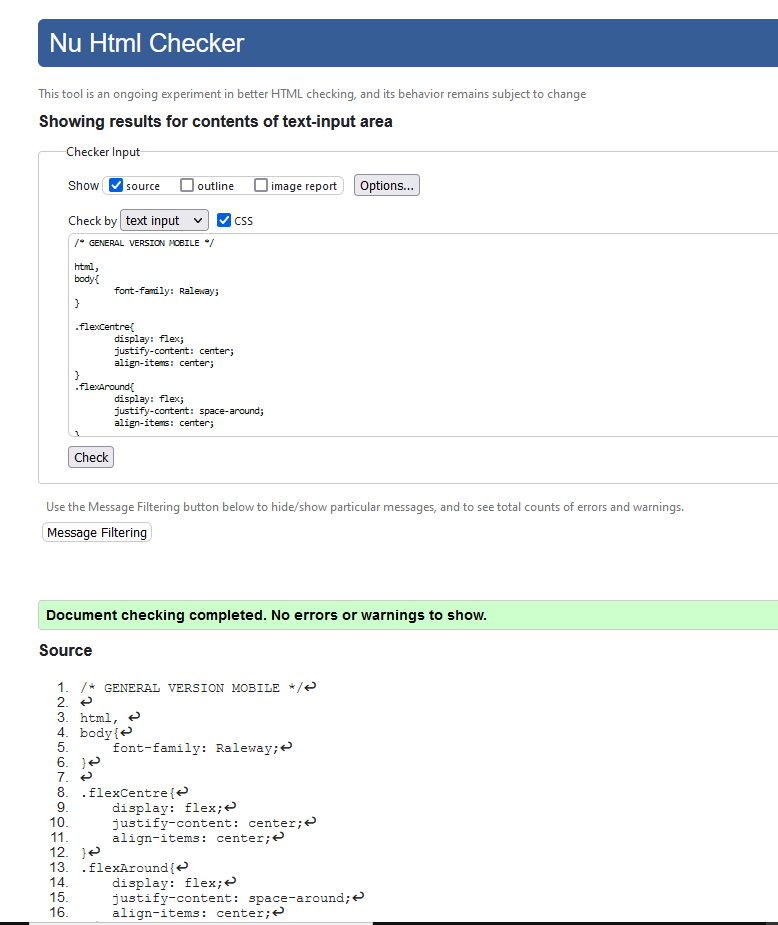 Nu Html Checker
This tool is an ongoing experiment in better HTML checking, and its behavior remains subject to change
Showing results for contents of text-input area
Checker Input
Show source outline image report Options...
Check by text input CSS
/* GENERAL VERSION MOBILE */
html,
body{
font-family: Raleway;
}
.flexCentre{
display: flex;
justify-content: center;
align-items: center;
}
.flexAround{
display: flex;
justify-content: space-around;
align-items: center;
}
Check
Use the Message Filtering button below to hide/show particular messages, and to see total counts of errors and warnings.
Message Filtering
Document checking completed. No errors or warnings to show.
Source
1. /* GENERAL VERSION MOBILE */↩
2. ↩
3. html, ↩
4. body{↩
5. font-family: Raleway;↩
6. }↩
7. ↩
8. .flexCentre{↩
9. display: flex;↩
10. justify-content: center;↩
11. align-items: center;↩
12. }↩
13. .flexAround{↩
14. display: flex;↩
15. justify-content: space-around;↩
16. align-items: center;↩